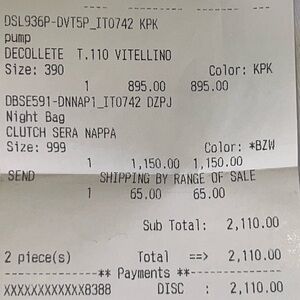 DSL936P-DVT5P_IT0742 KPK
pump
DECOLLETE T.110 VITELLINO
Size: 390 Color: KPK
1 895.00 895.00
DBSE591-DNNAP1_IT0742 DZPJ
Night Bag
CLUTCH SERA NAPPA
Size: 999 Color: *BZW
1 1,150.00 1,150.00
SEND SHIPPING BY RANGE OF SALE
1 65.00 65.00
Sub Total: 2,110.00
2 piece(s) Total ==> 2,110.00
---------------** Payments **---------------
XXXXXXXXXXXX8388 DISC : 2,110.00